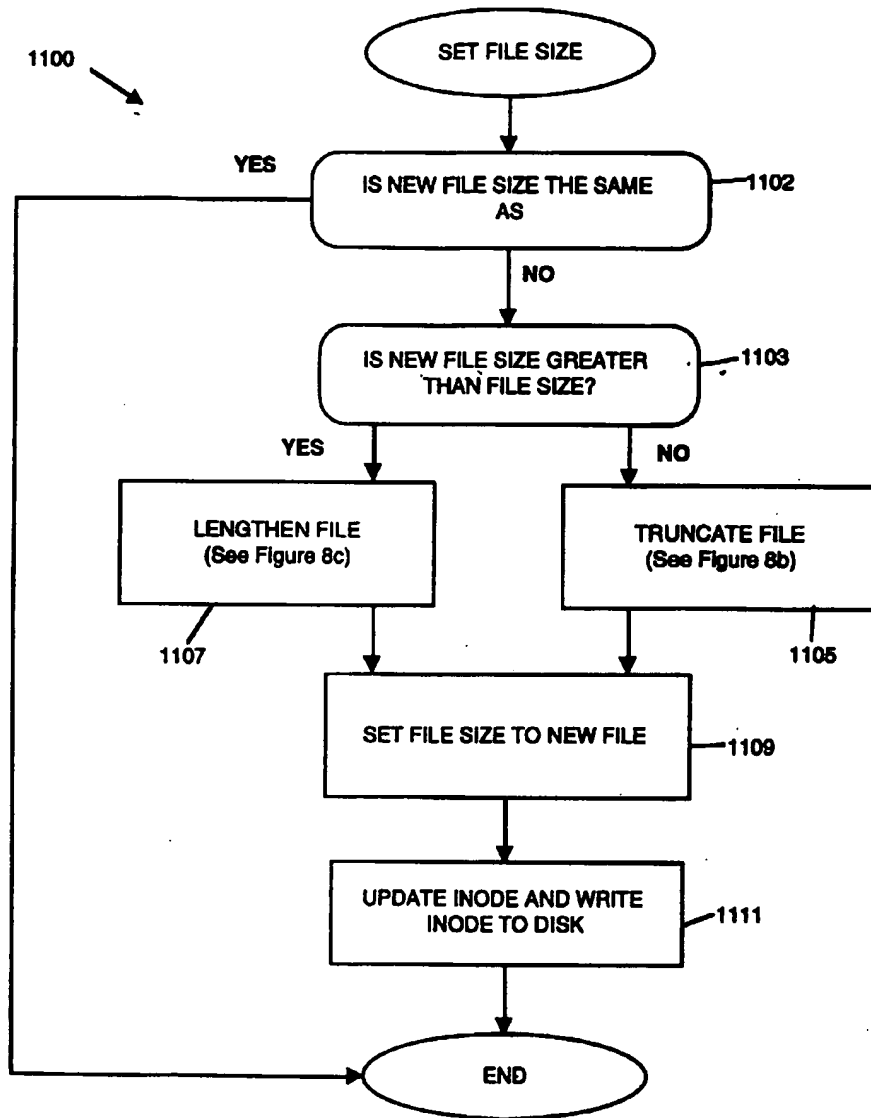 SET FILE SIZE
1100
YES
IS NEW FILE SIZE THE SAME
AS
1102
NO
IS NEW FILE SIZE GREATER
THAN FILE SIZE?
1103
YES
NO
LENGTHEN FILE
(See Figure 8c)
TRUNCATE FILE
(See Figure 8b)
1107
1105
SET FILE SIZE TO NEW FILE
1109
UPDATE INODE AND WRITE
INODE TO DISK
1111
END